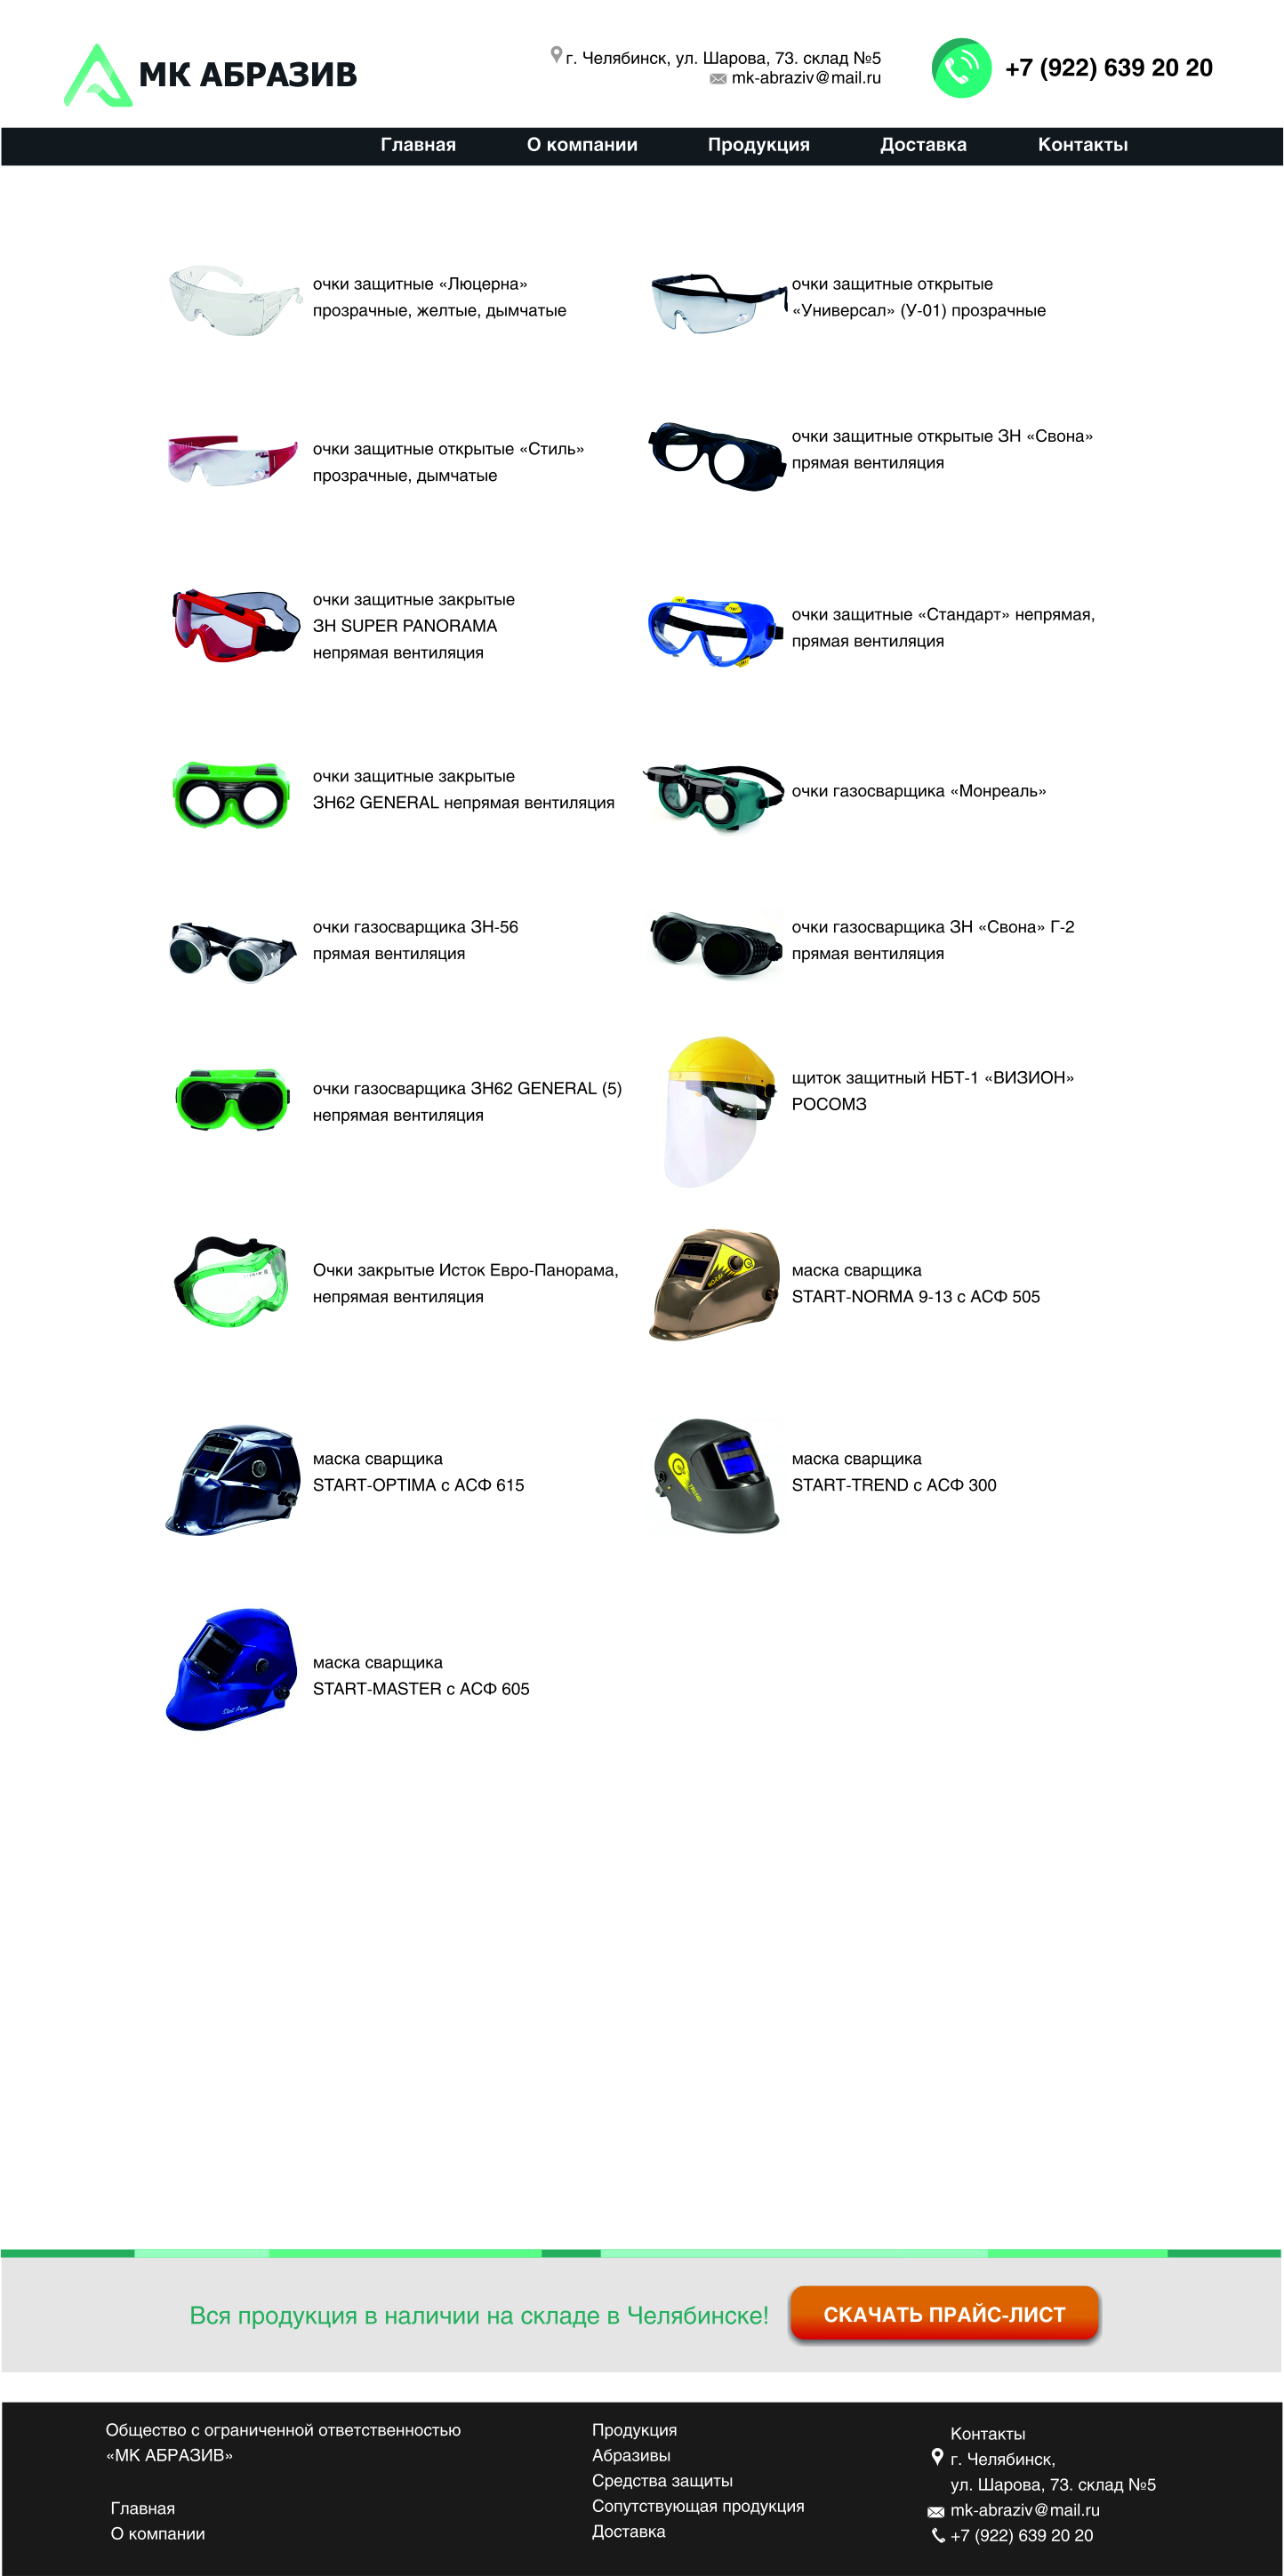 МК АБРАЗИВ
г. Челябинск, ул. Шарова, 73. склад №5
mk-abraziv@mail.ru
+7 (922) 639 20 20
Главная О компании Продукция Доставка Контакты
очки защитные «Люцерна»
прозрачные, желтые, дымчатые
очки защитные открытые
«Универсал» (У-01) прозрачные
очки защитные открытые «Стиль»
прозрачные, дымчатые
очки защитные открытые ЗН «Свона»
прямая вентиляция
очки защитные закрытые
ЗН SUPER PANORAMA
непрямая вентиляция
очки защитные «Стандарт» непрямая,
прямая вентиляция
очки защитные закрытые
ЗН62 GENERAL непрямая вентиляция
очки газосварщика «Монреаль»
очки газосварщика ЗН-56
прямая вентиляция
очки газосварщика ЗН «Свона» Г-2
прямая вентиляция
очки газосварщика ЗН62 GENERAL (5)
непрямая вентиляция
щиток защитный НБТ-1 «ВИЗИОН»
РОСОМЗ
Очки закрытые Исток Евро-Панорама,
непрямая вентиляция
маска сварщика
START-NORMA 9-13 с АСФ 505
маска сварщика
START-OPTIMA с АСФ 615
маска сварщика
START-TREND с АСФ 300
маска сварщика
START-MASTER с АСФ 605
Вся продукция в наличии на складе в Челябинске!
СКАЧАТЬ ПРАЙС-ЛИСТ
Общество с ограниченной ответственностью
«МК АБРАЗИВ»
Главная
О компании
Продукция
Абразивы
Средства защиты
Сопутствующая продукция
Доставка
Контакты
г. Челябинск,
ул. Шарова, 73. склад №5
mk-abraziv@mail.ru
+7 (922) 639 20 20